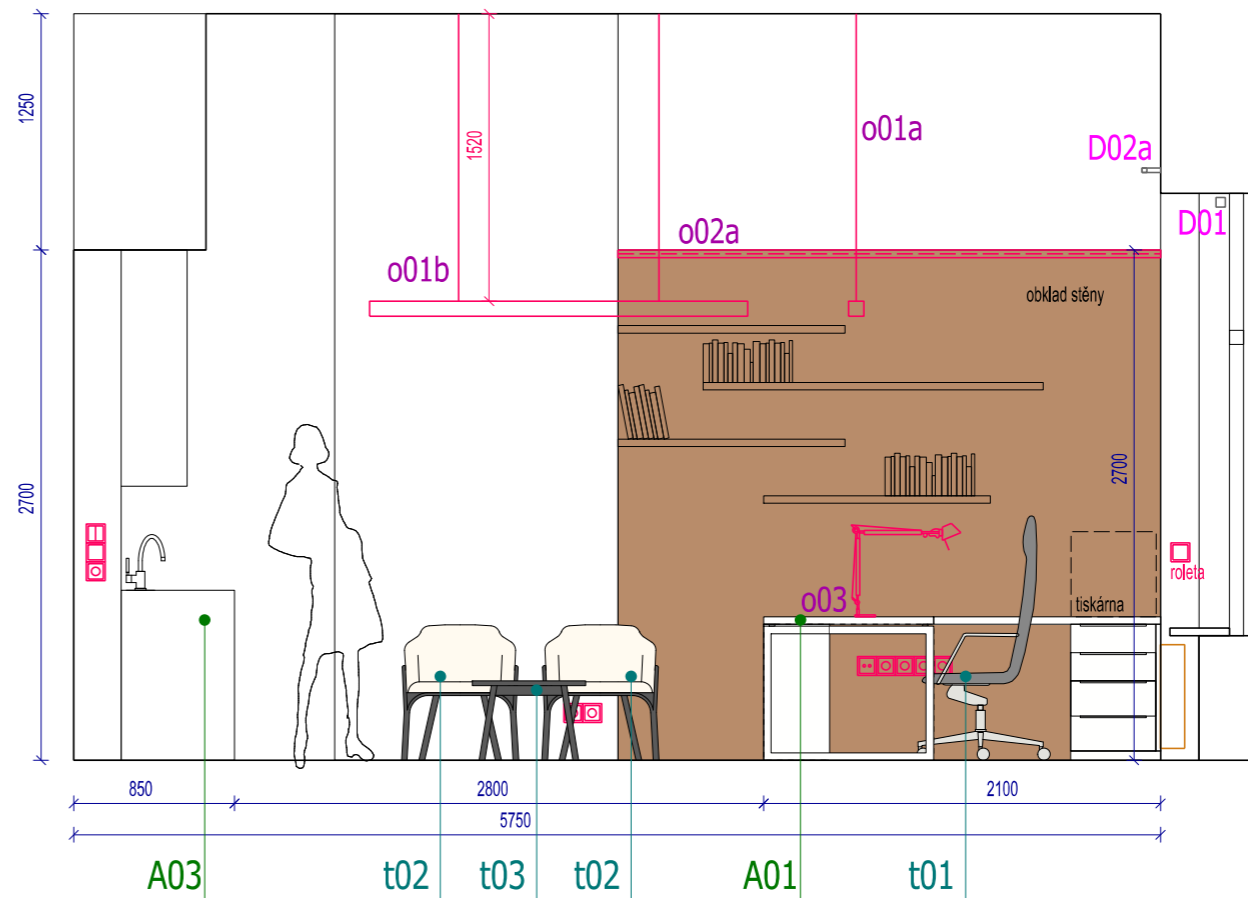 1250
1520
o01a
D02a
D01
o02a
o01b
obklad stěny
2700
2700
roleta
tiskárna
o03
850
2800
2100
5750
A03
t02
t03
t02
A01
t01